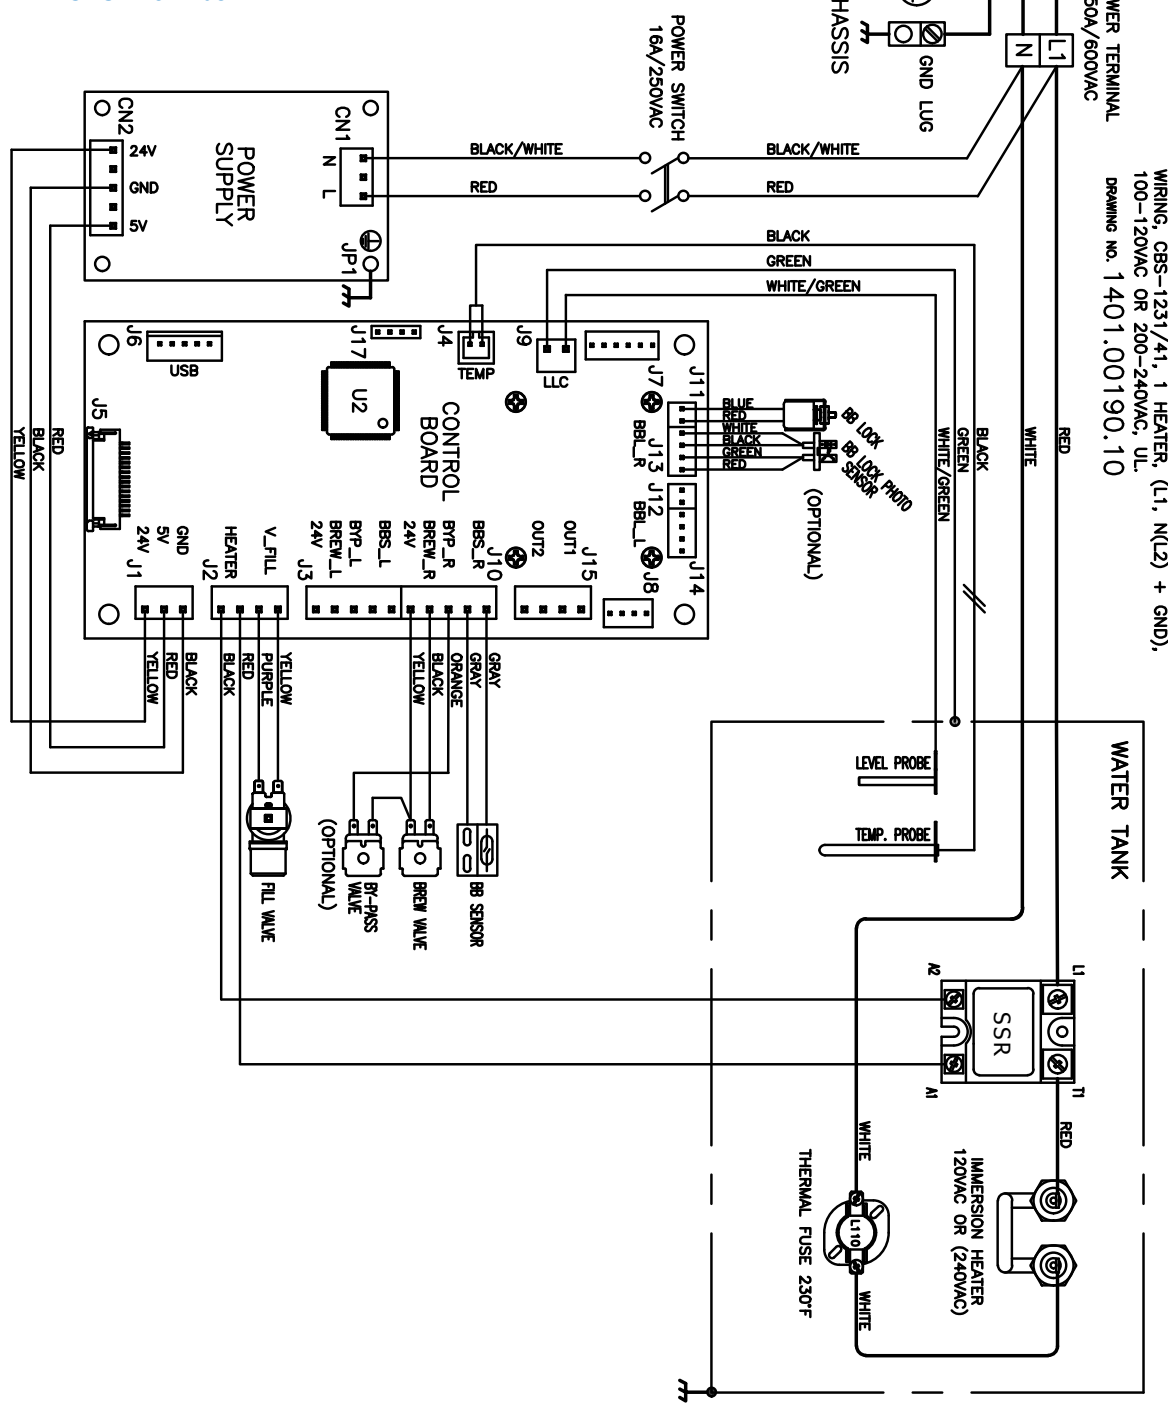 WIRING, CBS-1231/41, 1 HEATER, (L1, N(L2) + GND),
100-120VAC OR 200-240VAC, UL.
DRAWING NO. 1401.00190.10
WER TERMINAL
50A/600VAC
L1
N
GND LUG
HASSIS
POWER SWITCH
16A/250VAC
BLACK/WHITE
BLACK/WHITE
RED
RED
CN1
N
L
JP1
POWER
SUPPLY
CN2
24V
GND
5V
BLACK
GREEN
WHITE/GREEN
J6
USB
J17
J4
TEMP
J9
LLC
J7
J11
BBL_R
J13
J12
BBL_L
J14
J8
U2
CONTROL
BOARD
J5
BLUE
RED
WHITE
BLACK
GREEN
RED
BB LOCK
BB LOCK PHOTO
SENSOR
(OPTIONAL)
RED
WHITE
BLACK
GREEN
WHITE/GREEN
J15
OUT1
OUT2
J10
BBS_R
BYP_R
BREW_R
24V
BBS_L
BYP_L
BREW_L
24V
J3
V_FILL
HEATER
J2
GND
5V
24V
J1
RED
BLACK
YELLOW
GRAY
GRAY
ORANGE
BLACK
YELLOW
YELLOW
PURPLE
RED
BLACK
BLACK
RED
YELLOW
WATER TANK
LEVEL PROBE
TEMP. PROBE
BB SENSOR
BREW VALVE
BY-PASS
VALVE
(OPTIONAL)
FILL VALVE
L1
A2
SSR
T1
A1
RED
WHITE
IMMERSION HEATER
120VAC OR (240VAC)
L110
THERMAL FUSE 230°F
WHITE